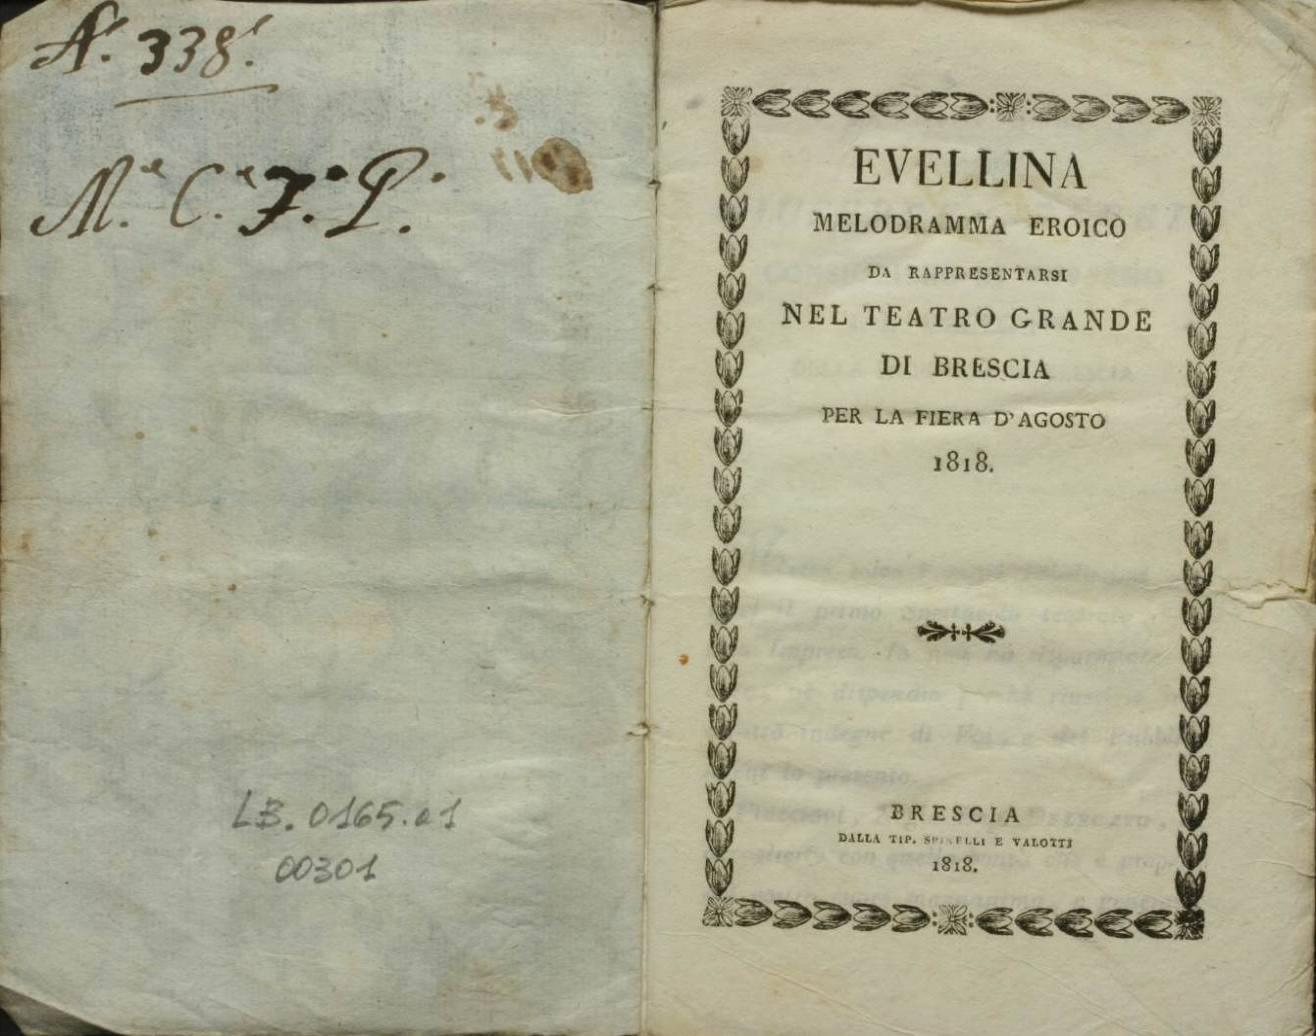 N. 338.
M.ª C.ª F.º P.º
LB. 0165.01
00301
EVELLINA
MELODRAMMA EROICO
DA RAPPRESENTARSI
NEL TEATRO GRANDE
DI BRESCIA
PER LA FIERA D'AGOSTO
1818.
BRESCIA
DALLA TIP. SPINELLI E VALOTTI
1818.